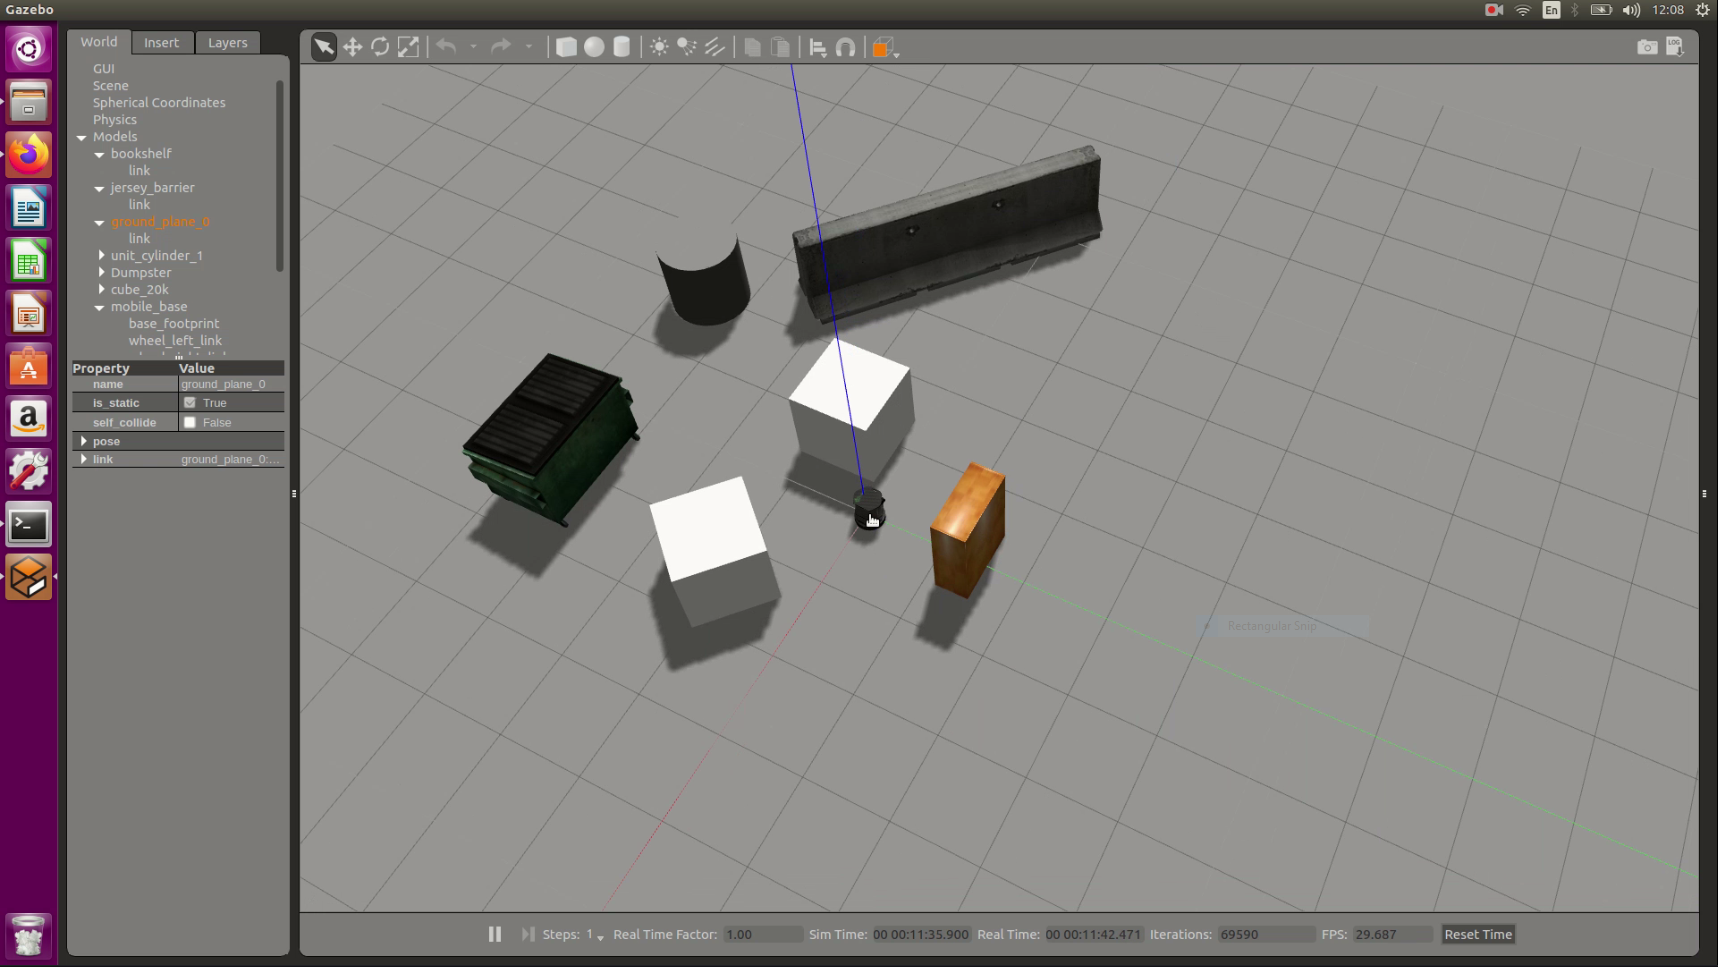 Gazebo
En
12:08
World Insert Layers
GUI
Scene
Spherical Coordinates
Physics
Models
bookshelf
link
jersey_barrier
link
ground_plane_0
link
unit_cylinder_1
Dumpster
cube_20k
mobile_base
base_footprint
wheel_left_link
Property Value
name ground_plane_0
is_static True
self_collide False
pose
link ground_plane_0:...
LOG
Rectangular Snip
Steps: 1 Real Time Factor: 1.00 Sim Time: 00 00:11:35.900 Real Time: 00 00:11:42.471 Iterations: 69590 FPS: 29.687 Reset Time